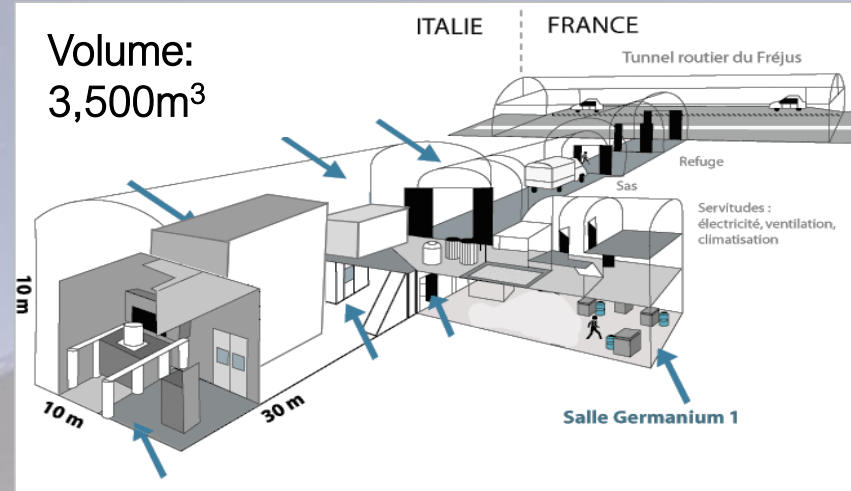 Volume:
3,500m³
ITALIE
FRANCE
Tunnel routier du Fréjus
Refuge
Sas
Servitudes :
électricité, ventilation,
climatisation
10 m
10 m
30 m
Salle Germanium 1